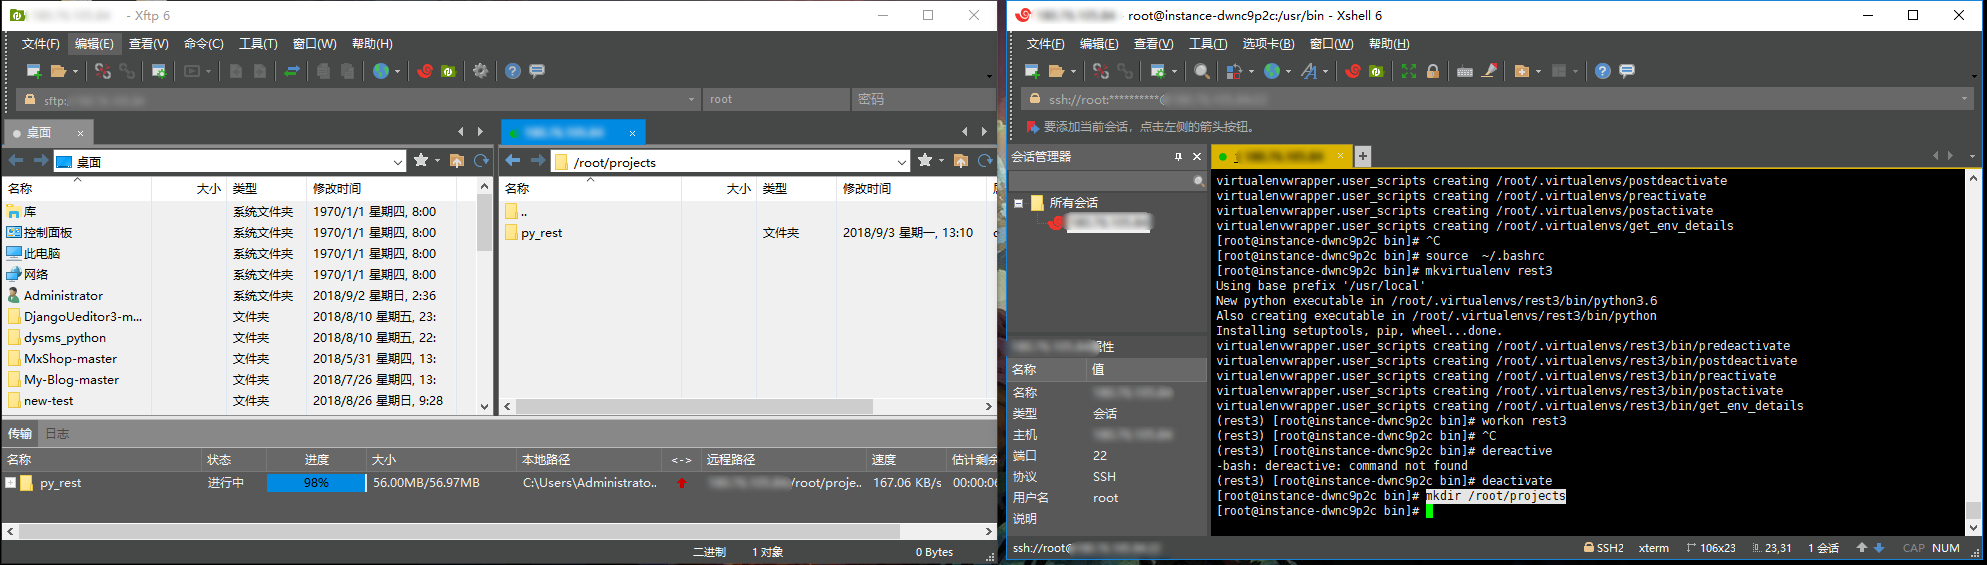 - Xftp 6
文件(F) 编辑(E) 查看(V) 命令(C) 工具(T) 窗口(W) 帮助(H)
sftp: root 密码
桌面 ×
桌面
名称 大小 类型 修改时间
库 系统文件夹 1970/1/1 星期四, 8:00
控制面板 系统文件夹 1970/1/1 星期四, 8:00
此电脑 系统文件夹 1970/1/1 星期四, 8:00
网络 系统文件夹 1970/1/1 星期四, 8:00
Administrator 系统文件夹 2018/9/2 星期日, 2:36
DjangoUeditor3-m... 文件夹 2018/8/10 星期五, 23:
dysms_python 文件夹 2018/8/10 星期五, 22:
MxShop-master 文件夹 2018/5/31 星期四, 13:
My-Blog-master 文件夹 2018/7/26 星期四, 13:
new-test 文件夹 2018/8/26 星期日, 9:28
/root/projects
名称 大小 类型 修改时间
..
py_rest 文件夹 2018/9/3 星期一, 13:10
传输 日志
名称 状态 进度 大小 本地路径 <-> 远程路径 速度 估计剩余
py_rest 进行中 98% 56.00MB/56.97MB C:\Users\Administrato.. /root/proje.. 167.06 KB/s 00:00:06
二进制 1 对象 0 Bytes
- root@instance-dwnc9p2c:/usr/bin - Xshell 6
文件(F) 编辑(E) 查看(V) 工具(T) 选项卡(B) 窗口(W) 帮助(H)
ssh://root:**********@
要添加当前会话，点击左侧的箭头按钮。
会话管理器
所有会话
属性
名称 值
名称
类型 会话
主机
端口 22
协议 SSH
用户名 root
说明
virtualenvwrapper.user_scripts creating /root/.virtualenvs/postdeactivate
virtualenvwrapper.user_scripts creating /root/.virtualenvs/preactivate
virtualenvwrapper.user_scripts creating /root/.virtualenvs/postactivate
virtualenvwrapper.user_scripts creating /root/.virtualenvs/get_env_details
[root@instance-dwnc9p2c bin]# ^C
[root@instance-dwnc9p2c bin]# source  ~/.bashrc
[root@instance-dwnc9p2c bin]# mkvirtualenv rest3
Using base prefix '/usr/local'
New python executable in /root/.virtualenvs/rest3/bin/python3.6
Also creating executable in /root/.virtualenvs/rest3/bin/python
Installing setuptools, pip, wheel...done.
virtualenvwrapper.user_scripts creating /root/.virtualenvs/rest3/bin/predeactivate
virtualenvwrapper.user_scripts creating /root/.virtualenvs/rest3/bin/postdeactivate
virtualenvwrapper.user_scripts creating /root/.virtualenvs/rest3/bin/preactivate
virtualenvwrapper.user_scripts creating /root/.virtualenvs/rest3/bin/postactivate
virtualenvwrapper.user_scripts creating /root/.virtualenvs/rest3/bin/get_env_details
(rest3) [root@instance-dwnc9p2c bin]# workon rest3
(rest3) [root@instance-dwnc9p2c bin]# ^C
(rest3) [root@instance-dwnc9p2c bin]# dereactive
-bash: dereactive: command not found
(rest3) [root@instance-dwnc9p2c bin]# deactivate
[root@instance-dwnc9p2c bin]# mkdir /root/projects
[root@instance-dwnc9p2c bin]#
ssh://root@ SSH2 xterm 106x23 23,31 1 会话 CAP NUM